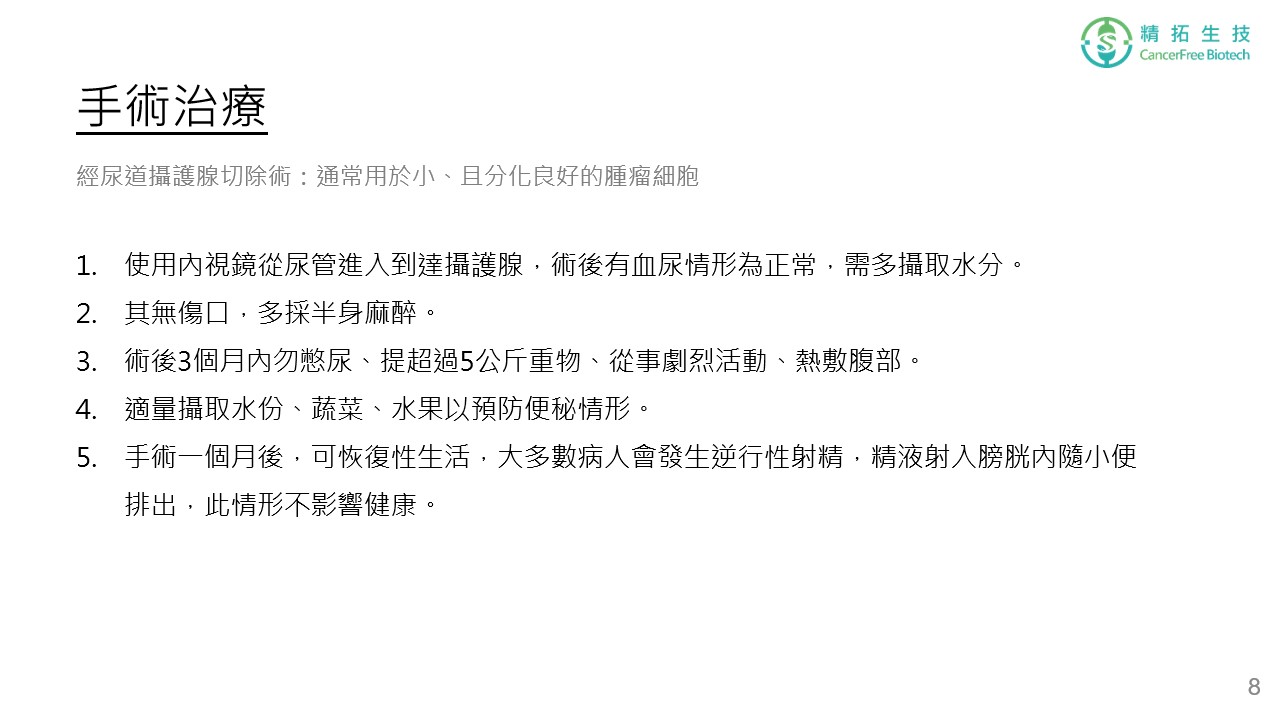 精拓生技
CancerFree Biotech
手術治療
經尿道攝護腺切除術：通常用於小、且分化良好的腫瘤細胞
1. 使用內視鏡從尿管進入到達攝護腺，術後有血尿情形為正常，需多攝取水分。
2. 其無傷口，多採半身麻醉。
3. 術後3個月內勿憋尿、提超過5公斤重物、從事劇烈活動、熱敷腹部。
4. 適量攝取水份、蔬菜、水果以預防便秘情形。
5. 手術一個月後，可恢復性生活，大多數病人會發生逆行性射精，精液射入膀胱內隨小便
排出，此情形不影響健康。
8